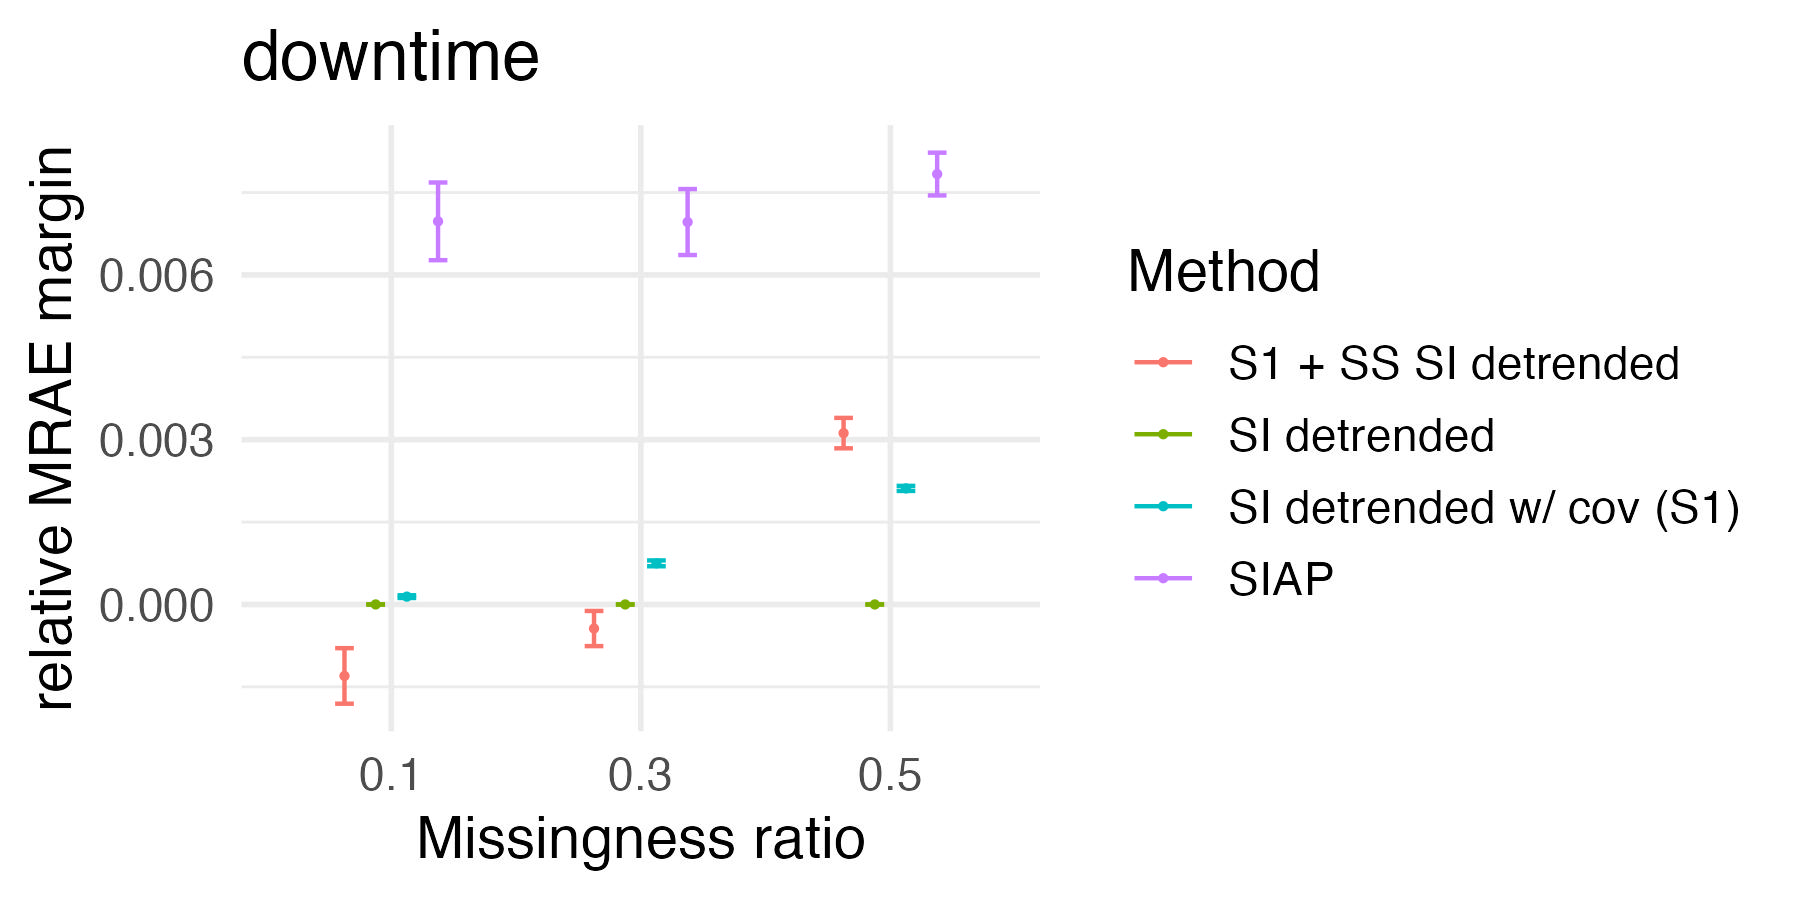 downtime
relative MRAE margin
0.006
0.003
0.000
0.1 0.3 0.5
Missingness ratio
Method
S1 + SS SI detrended
SI detrended
SI detrended w/ cov (S1)
SIAP